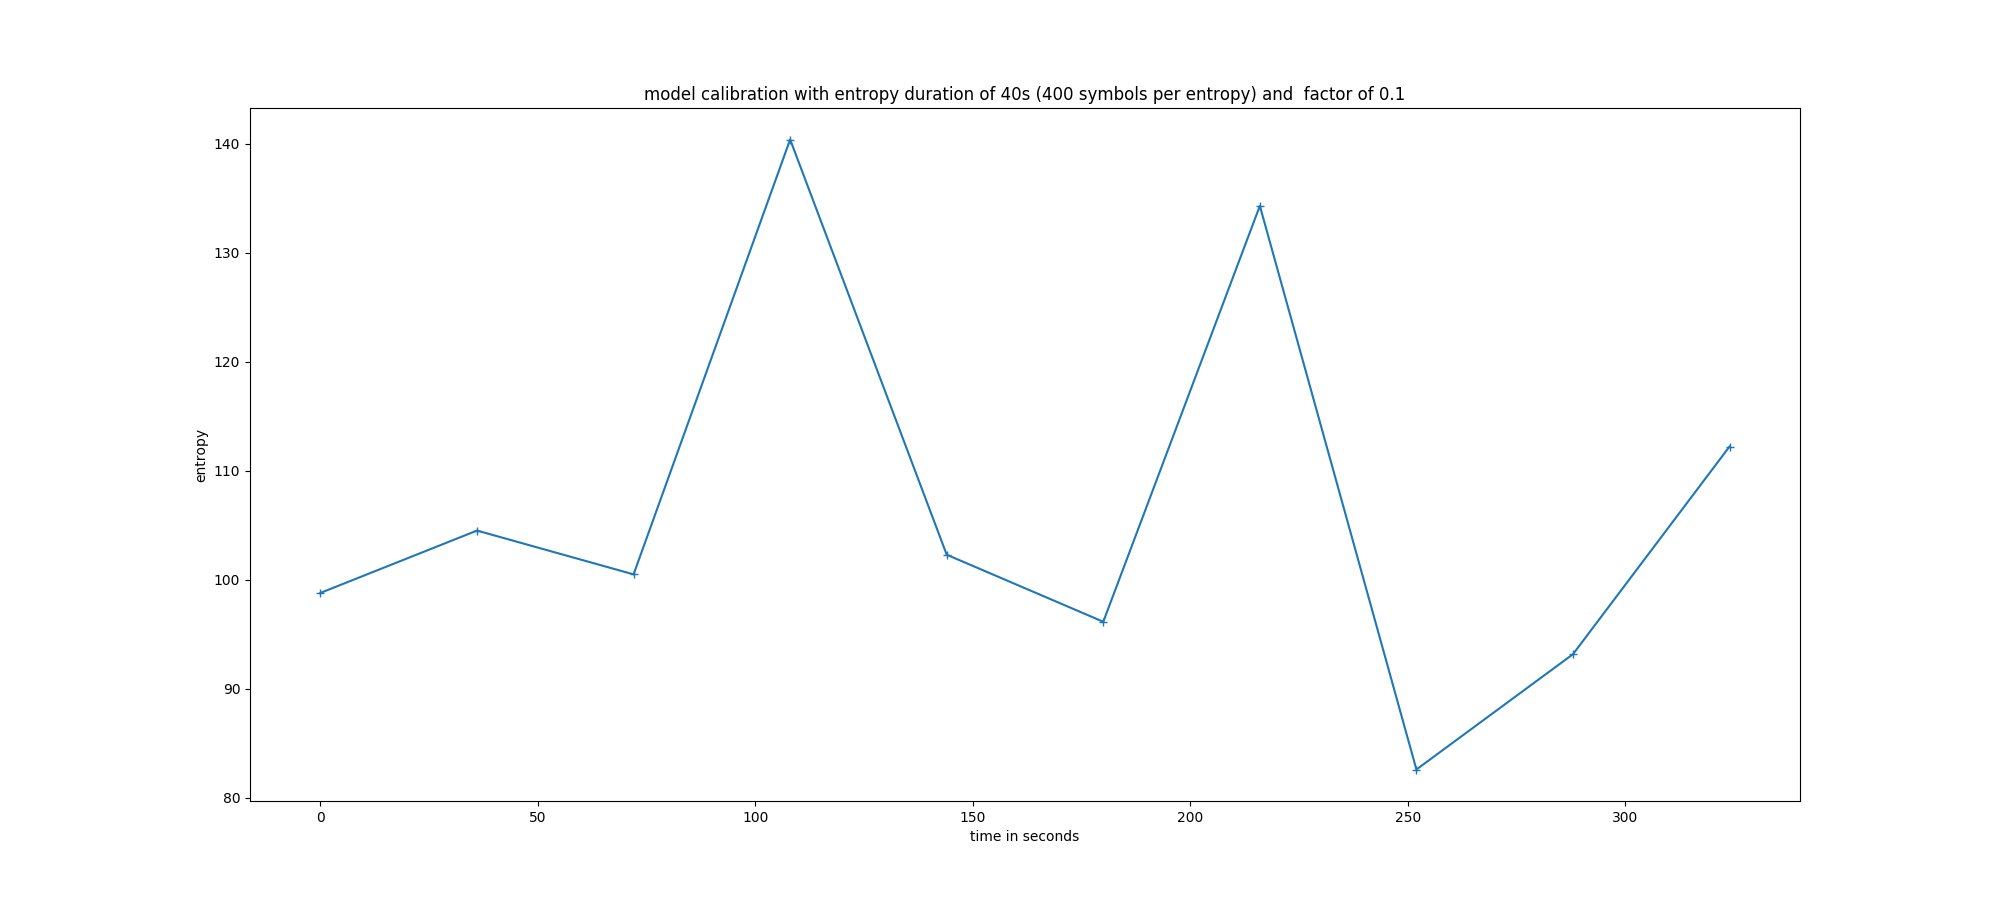 model calibration with entropy duration of 40s (400 symbols per entropy) and  factor of 0.1
140
130
120
110
100
90
80
entropy
0 50 100 150 200 250 300
time in seconds